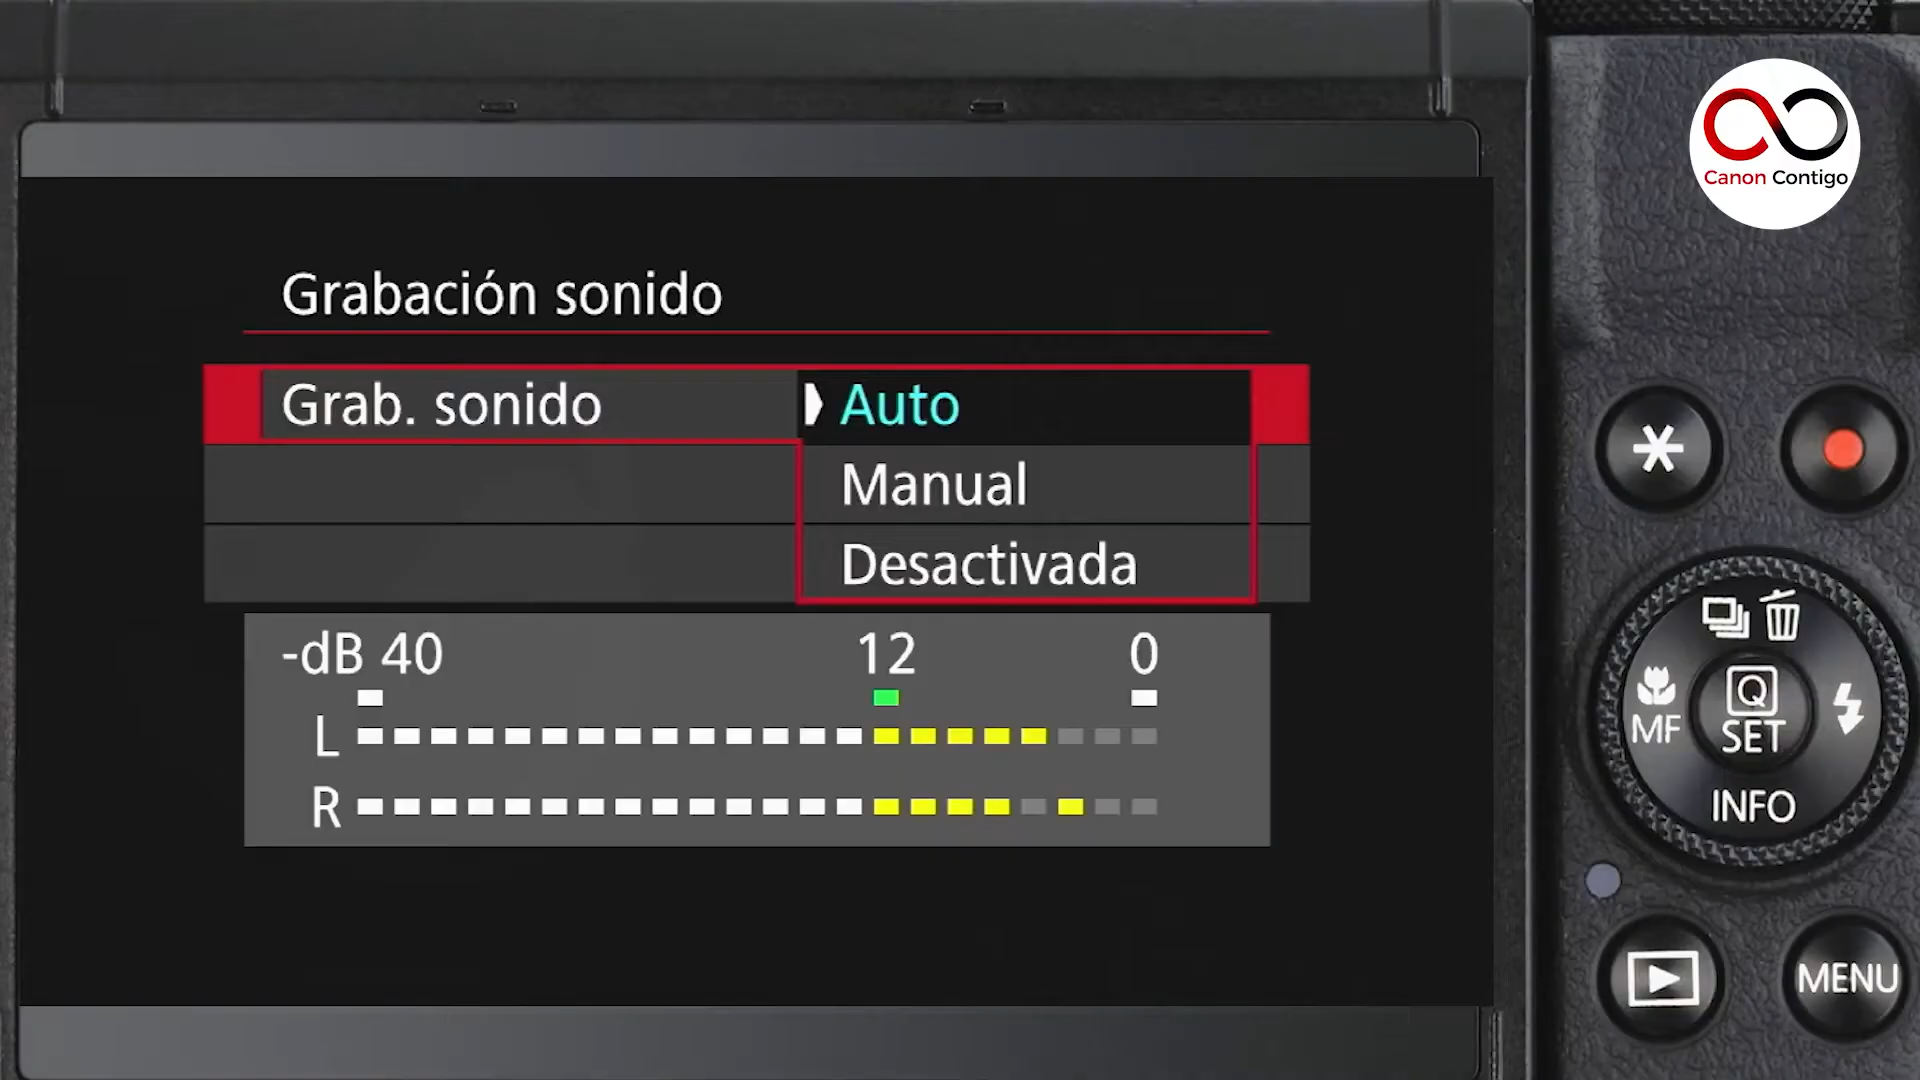 Canon Contigo
Grabación sonido
Grab. sonido
Auto
Manual
Desactivada
-dB 40 12 0
L
R
MF
Q
SET
INFO
MENU